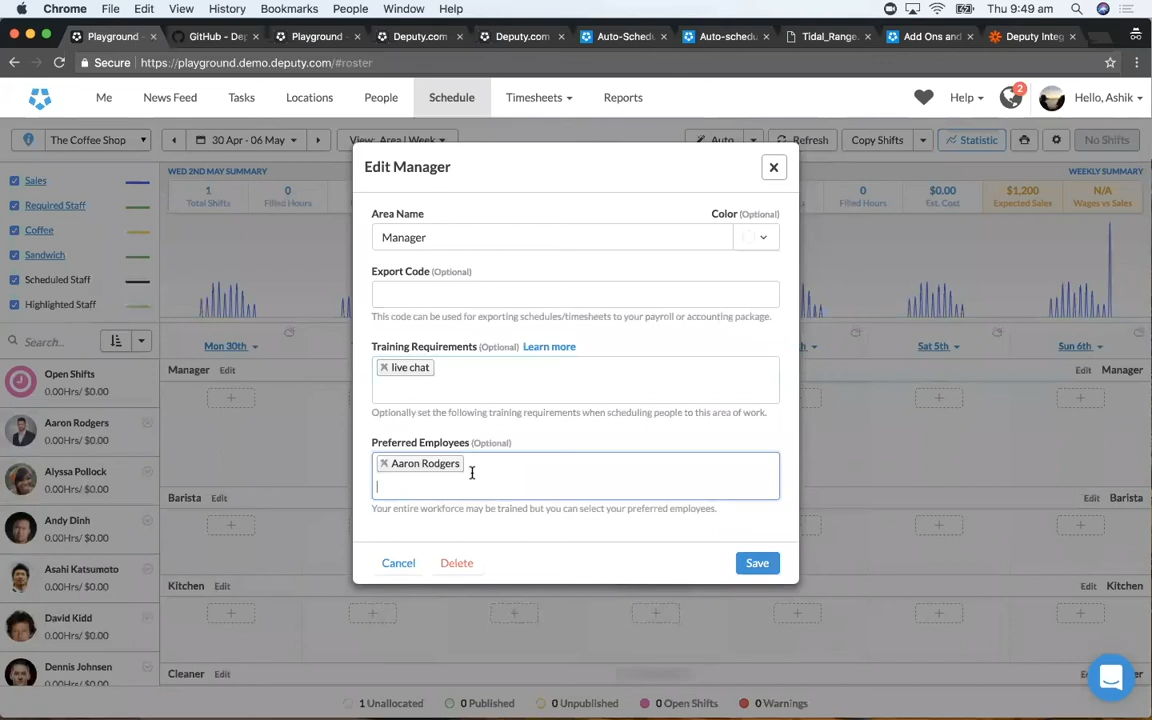 Chrome File Edit View History Bookmarks People Window Help Thu 9:49 am
Playground - GitHub - Dep Playground - Deputy.com Deputy.com Auto-Schedu Auto-schedu Tidal_Range. Add Ons and Deputy Integ
Secure https://playground.demo.deputy.com/#roster
Me News Feed Tasks Locations People Schedule Timesheets Reports Help 2 Hello, Ashik
The Coffee Shop 30 Apr - 06 May View: Area | Week Auto Refresh Copy Shifts Statistic No Shifts
WED 2ND MAY SUMMARY WEEKLY SUMMARY
1 0 0 $0.00 $1,200 N/A
Total Shifts Filled Hours Filled Hours Est. Cost Expected Sales Wages vs Sales
Sales
Required Staff
Coffee
Sandwich
Scheduled Staff
Highlighted Staff
Search...
Mon 30th Sat 5th Sun 6th
Manager Edit Edit Manager
Open Shifts
0.00Hrs/ $0.00
Aaron Rodgers
0.00Hrs/ $0.00
Alyssa Pollock
0.00Hrs/ $0.00
Barista Edit Edit Barista
Andy Dinh
0.00Hrs/ $0.00
Asahi Katsumoto
0.00Hrs/ $0.00
Kitchen Edit Edit Kitchen
David Kidd
0.00Hrs/ $0.00
Dennis Johnsen
0.00Hrs/ $0.00
Cleaner Edit
Edit Manager
Area Name Color (Optional)
Manager
Export Code (Optional)
This code can be used for exporting schedules/timesheets to your payroll or accounting package.
Training Requirements (Optional) Learn more
live chat
Optionally set the following training requirements when scheduling people to this area of work.
Preferred Employees (Optional)
Aaron Rodgers
Your entire workforce may be trained but you can select your preferred employees.
Cancel Delete Save
1 Unallocated 0 Published 0 Unpublished 0 Open Shifts 0 Warnings